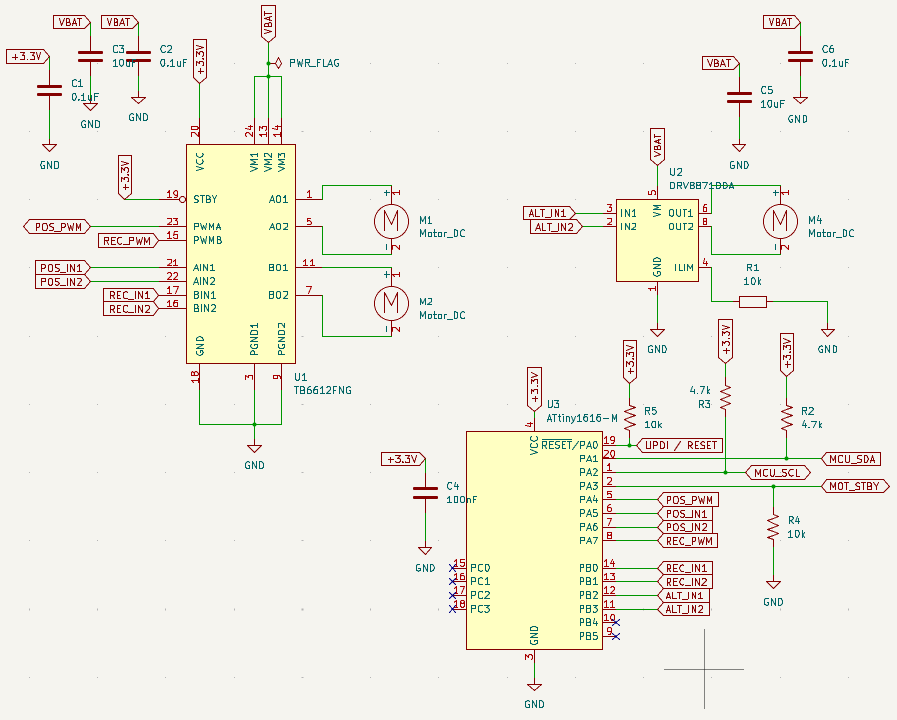 VBAT
VBAT
+3.3V
C3
10uF
C2
0.1uF
C1
0.1uF
GND
GND
GND
+3.3V
VBAT
PWR_FLAG
VBAT
C6
0.1uF
VBAT
C5
10uF
GND
GND
+3.3V
POS_PWM
REC_PWM
POS_IN1
POS_IN2
REC_IN1
REC_IN2
20
24
13
14
VCC
VM1
VM2
VM3
19
STBY
23
PWMA
15
PWMB
21
AIN1
22
AIN2
17
BIN1
16
BIN2
AO1
1
AO2
5
BO1
11
BO2
7
GND
PGND1
PGND2
18
3
9
U1
TB6612FNG
GND
+
1
M
-
2
M1
Motor_DC
+
1
M
-
2
M2
Motor_DC
VBAT
U2
DRV8871DDA
5
VM
ALT_IN1
3
IN1
ALT_IN2
2
IN2
OUT1
6
OUT2
8
ILIM
4
GND
1
GND
+
1
M
-
2
M4
Motor_DC
R1
10k
GND
+3.3V
R5
10k
+3.3V
4.7k
R3
+3.3V
R2
4.7k
+3.3V
U3
ATtiny1616-M
4
VCC
RESET/PA0
19
UPDI / RESET
PA1
20
MCU_SDA
PA2
1
MCU_SCL
PA3
2
MOT_STBY
PA4
5
POS_PWM
PA5
6
POS_IN1
PA6
7
POS_IN2
PA7
8
REC_PWM
R4
10k
GND
+3.3V
C4
100nF
GND
15
PC0
16
PC1
17
PC2
18
PC3
PB0
14
REC_IN1
PB1
13
REC_IN2
PB2
12
ALT_IN1
PB3
11
ALT_IN2
PB4
10
PB5
9
GND
3
GND